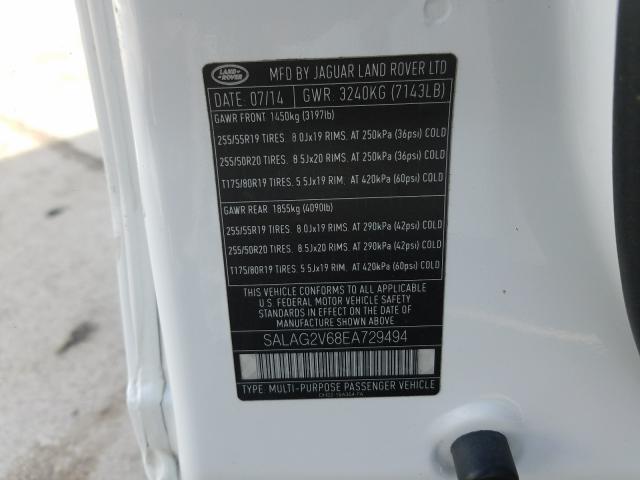 LAND ROVER
MFD BY JAGUAR LAND ROVER LTD
DATE: 07/14 GWR: 3240KG (7143LB)
GAWR FRONT: 1450kg (3197lb)
255/55R19 TIRES. 8.0Jx19 RIMS. AT 250kPa (36psi) COLD
255/50R20 TIRES. 8.5Jx20 RIMS. AT 250kPa (36psi) COLD
T175/80R19 TIRES. 5.5Jx19 RIM. AT 420kPa (60psi) COLD
GAWR REAR: 1855kg (4090lb)
255/55R19 TIRES. 8.0Jx19 RIMS. AT 290kPa (42psi) COLD
255/50R20 TIRES. 8.5Jx20 RIMS. AT 290kPa (42psi) COLD
T175/80R19 TIRES. 5.5Jx19 RIM. AT 420kPa (60psi) COLD
THIS VEHICLE CONFORMS TO ALL APPLICABLE
U.S. FEDERAL MOTOR VEHICLE SAFETY
STANDARDS IN EFFECT ON THE DATE OF
MANUFACTURE SHOWN ABOVE
SALAG2V68EA729494
TYPE: MULTI-PURPOSE PASSENGER VEHICLE